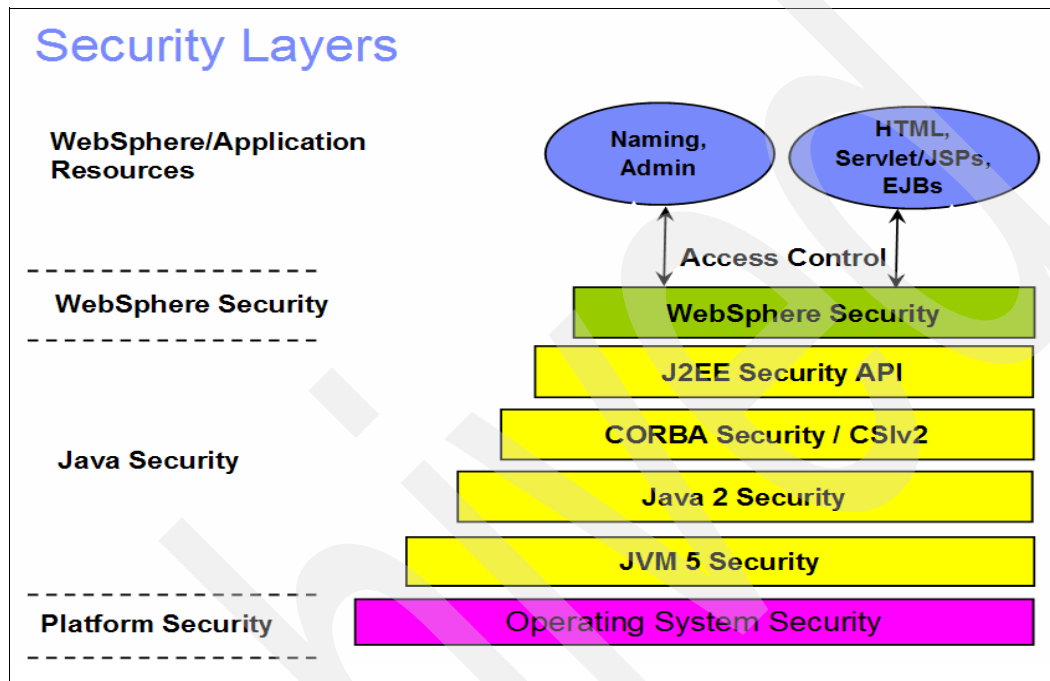 Security Layers
WebSphere/Application
Resources
Naming,
Admin
HTML,
Servlet/JSPs,
EJBs
Access Control
WebSphere Security
WebSphere Security
J2EE Security API
CORBA Security / CSIv2
Java Security
Java 2 Security
JVM 5 Security
Platform Security
Operating System Security